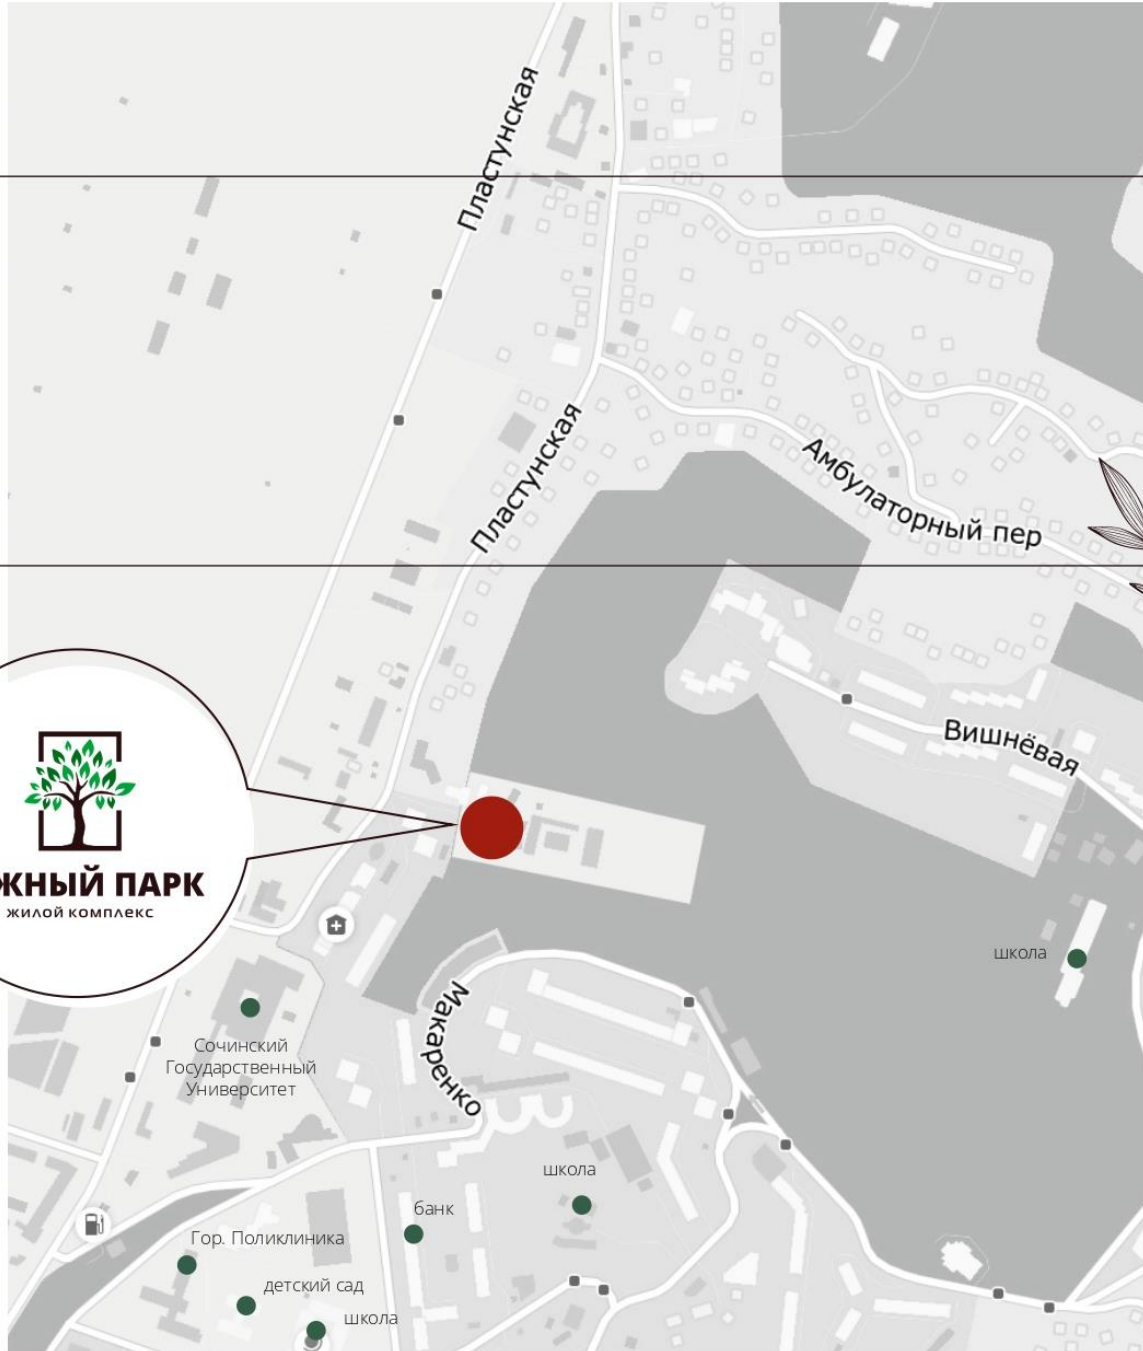 Пластунская
Пластунская
Амбулаторный пер
Вишнёвая
ЖНЫЙ ПАРК
жилой комплекс
школа
Макаренко
Сочинский
Государственный
Университет
школа
банк
Гор. Поликлиника
детский сад
школа